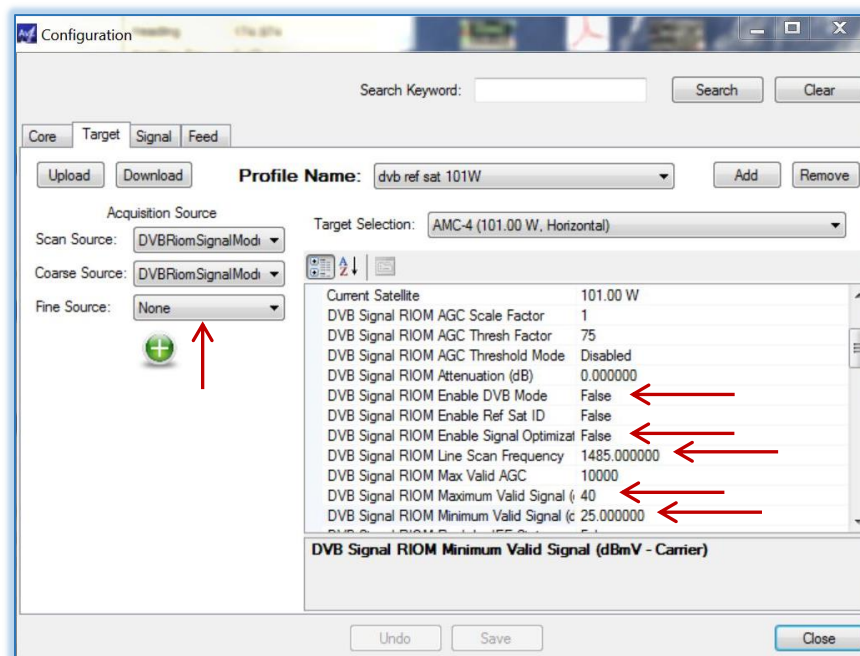 Configuration
Search Keyword:
Search
Clear
Core
Target
Signal
Feed
Upload
Download
Profile Name:
dvb ref sat 101W
Add
Remove
Acquisition Source
Scan Source:
DVBRiomSignalMod
Coarse Source:
DVBRiomSignalMod
Fine Source:
None
Target Selection:
AMC-4 (101.00 W, Horizontal)
Current Satellite 101.00 W
DVB Signal RIOM AGC Scale Factor 1
DVB Signal RIOM AGC Thresh Factor 75
DVB Signal RIOM AGC Threshold Mode Disabled
DVB Signal RIOM Attenuation (dB) 0.000000
DVB Signal RIOM Enable DVB Mode False
DVB Signal RIOM Enable Ref Sat ID False
DVB Signal RIOM Enable Signal Optimizat False
DVB Signal RIOM Line Scan Frequency 1485.000000
DVB Signal RIOM Max Valid AGC 10000
DVB Signal RIOM Maximum Valid Signal ( 40
DVB Signal RIOM Minimum Valid Signal (c 25.000000
DVB Signal RIOM Minimum Valid Signal (dBmV - Carrier)
Undo
Save
Close